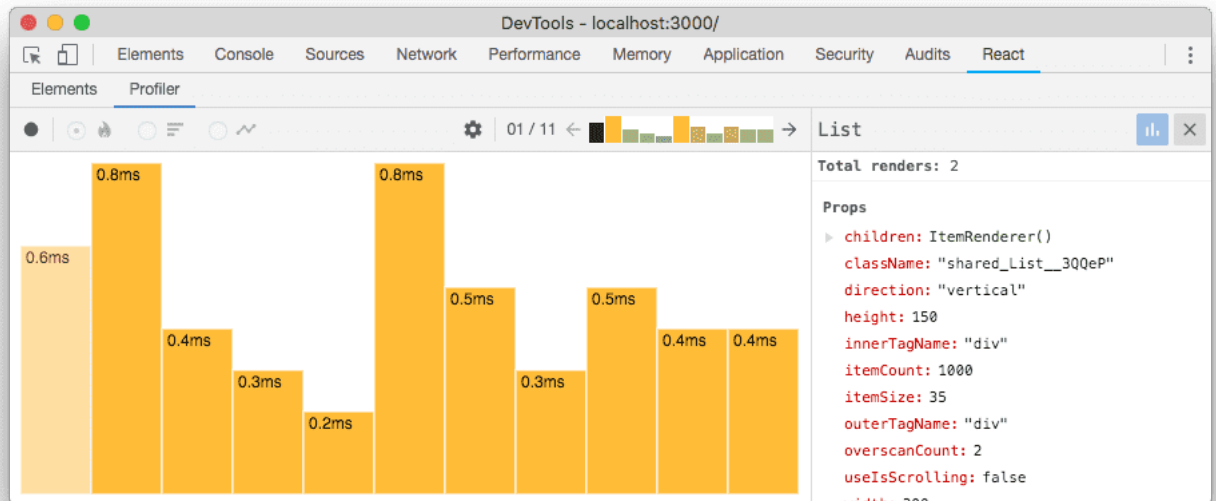 DevTools - localhost:3000/
Elements Console Sources Network Performance Memory Application Security Audits React
Elements Profiler
01 / 11
List
Total renders: 2
0.6ms
0.8ms
0.4ms
0.3ms
0.2ms
0.8ms
0.5ms
0.3ms
0.5ms
0.4ms
0.4ms
Props
children: ItemRenderer()
className: "shared_List__3QQeP"
direction: "vertical"
height: 150
innerTagName: "div"
itemCount: 1000
itemSize: 35
outerTagName: "div"
overscanCount: 2
useIsScrolling: false